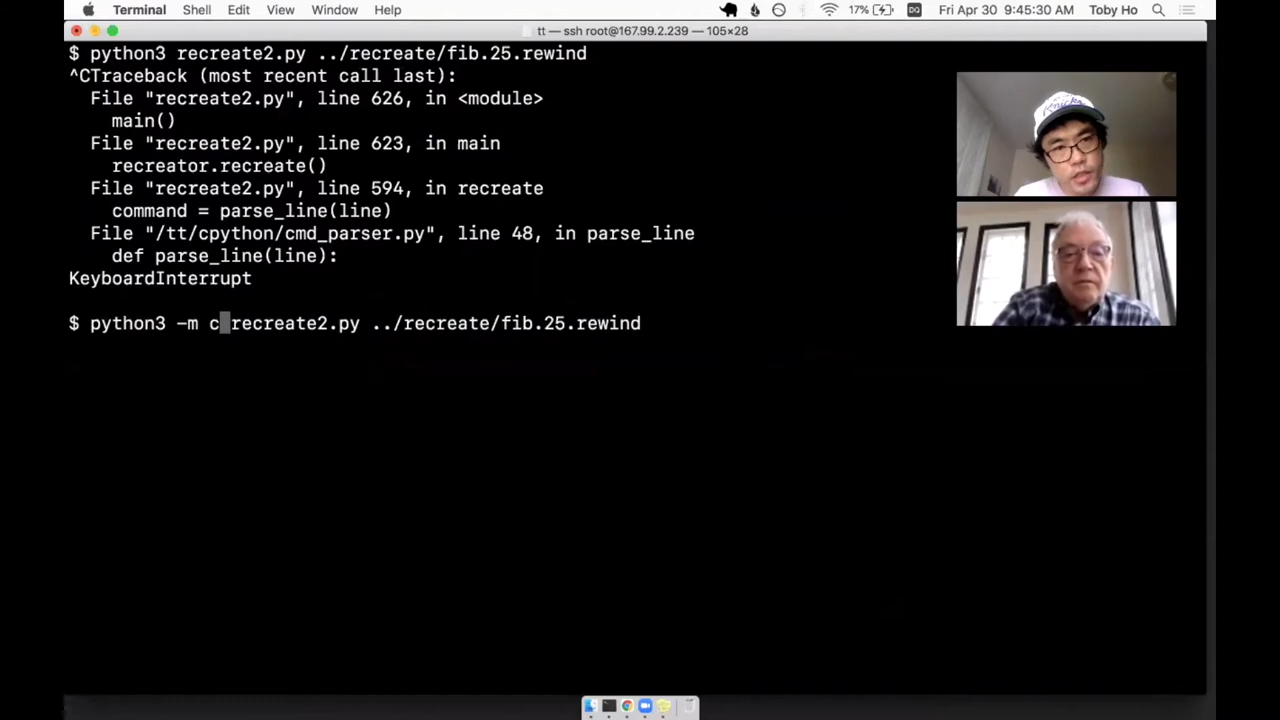 Terminal Shell Edit View Window Help 17% DQ Fri Apr 30 9:45:30 AM Toby Ho
tt — ssh root@167.99.2.239 — 105×28
$ python3 recreate2.py ../recreate/fib.25.rewind
^CTraceback (most recent call last):
  File "recreate2.py", line 626, in <module>
    main()
  File "recreate2.py", line 623, in main
    recreator.recreate()
  File "recreate2.py", line 594, in recreate
    command = parse_line(line)
  File "/tt/cpython/cmd_parser.py", line 48, in parse_line
    def parse_line(line):
KeyboardInterrupt
$ python3 -m c recreate2.py ../recreate/fib.25.rewind
Knicks